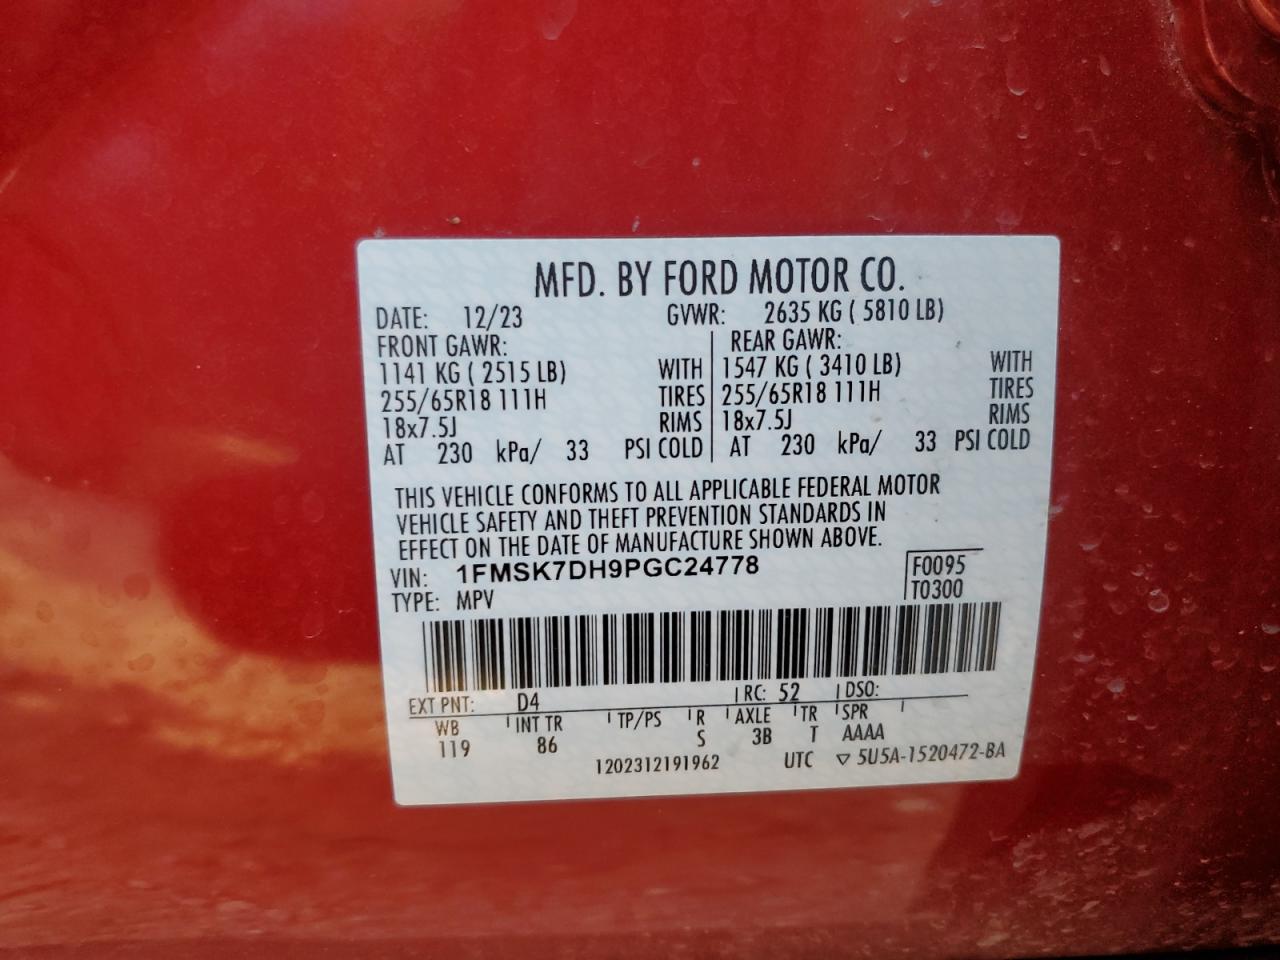 MFD. BY FORD MOTOR CO.
DATE: 12/23 GVWR: 2635 KG ( 5810 LB)
FRONT GAWR: REAR GAWR:
1141 KG ( 2515 LB) WITH 1547 KG ( 3410 LB) WITH
255/65R18 111H TIRES 255/65R18 111H TIRES
18x7.5J RIMS 18x7.5J RIMS
AT 230 kPa/ 33 PSI COLD AT 230 kPa/ 33 PSI COLD
THIS VEHICLE CONFORMS TO ALL APPLICABLE FEDERAL MOTOR
VEHICLE SAFETY AND THEFT PREVENTION STANDARDS IN
EFFECT ON THE DATE OF MANUFACTURE SHOWN ABOVE.
VIN: 1FMSK7DH9PGC24778 F0095
TYPE: MPV T0300
EXT PNT: D4 RC: 52 DSO:
WB INT TR TP/PS R AXLE TR SPR
119 86 S 3B T AAAA
1202312191962 UTC ▽ 5U5A-1520472-BA